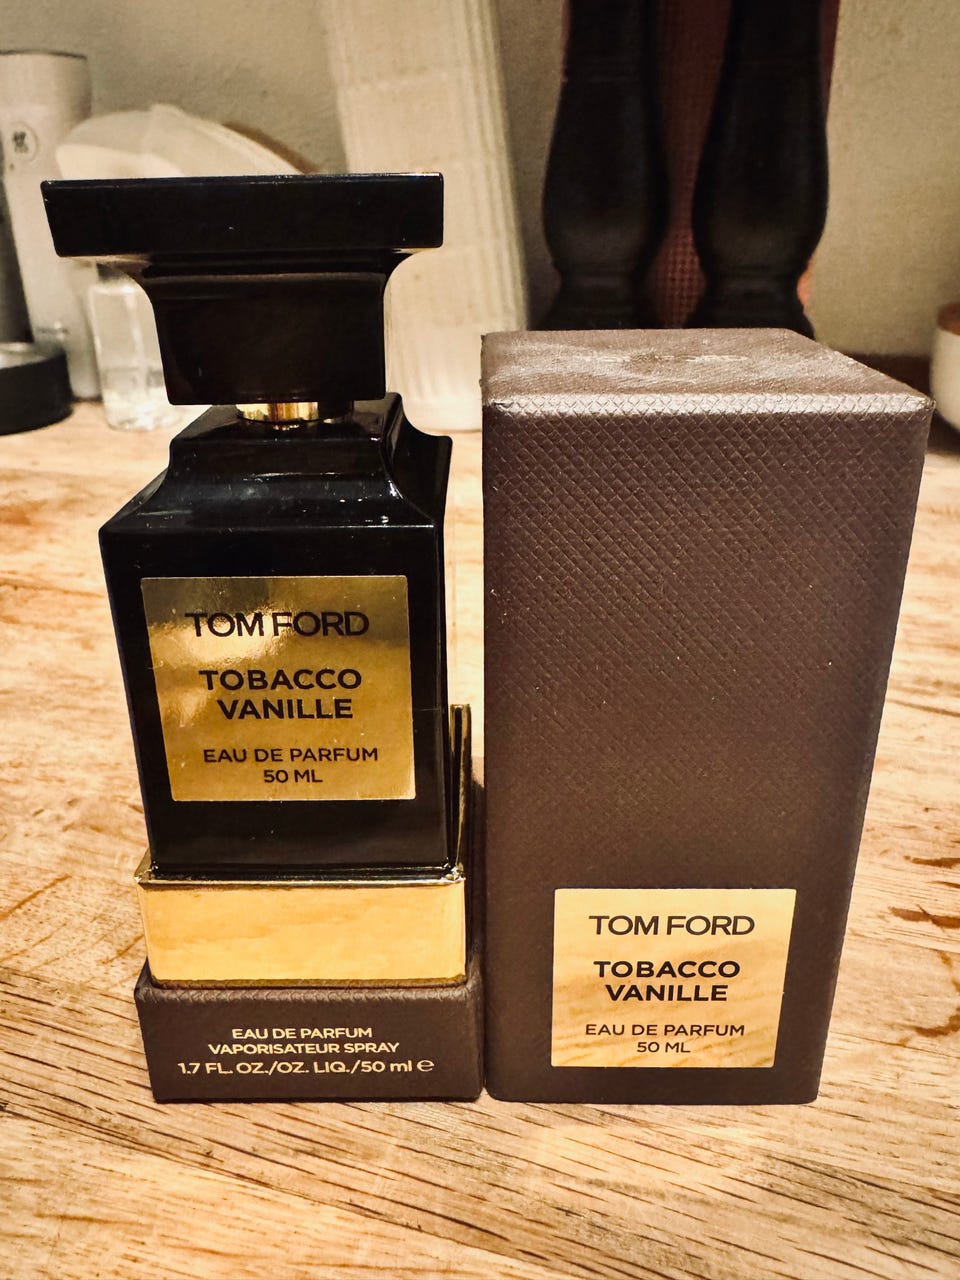 TOM FORD
TOBACCO
VANILLE
EAU DE PARFUM
50 ML
EAU DE PARFUM
VAPORISATEUR SPRAY
1.7 FL. OZ./OZ. LIQ./50 ml ℮
TOM FORD
TOBACCO
VANILLE
EAU DE PARFUM
50 ML